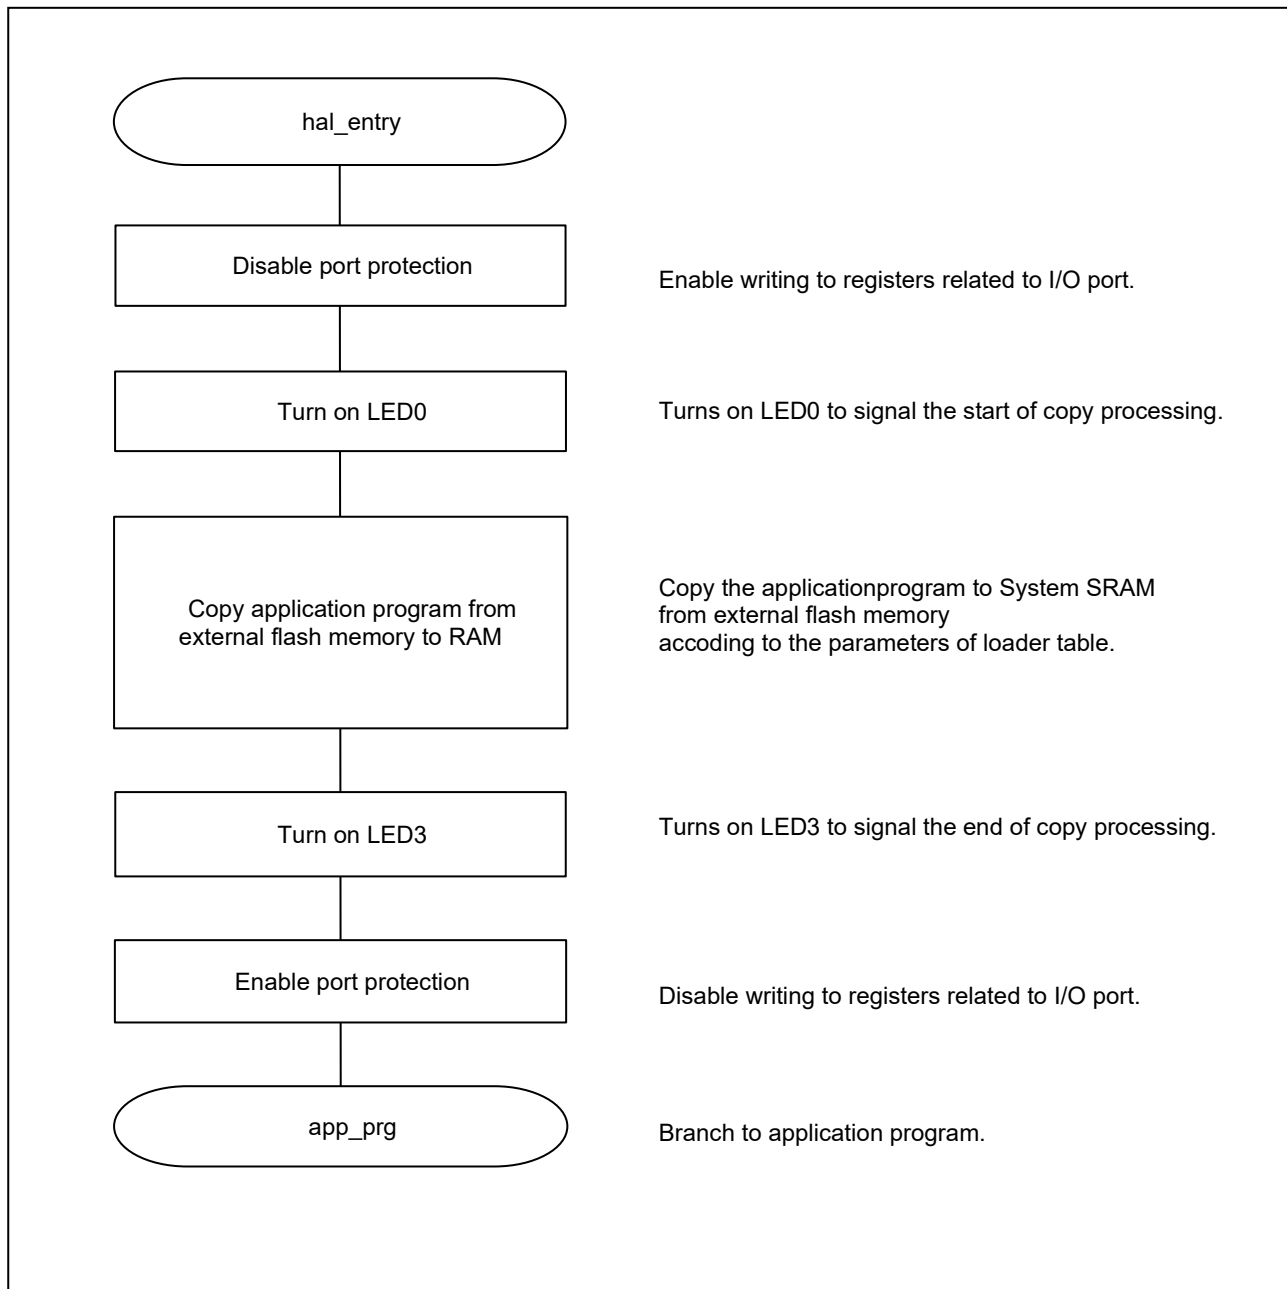 hal_entry
Disable port protection
Enable writing to registers related to I/O port.
Turn on LED0
Turns on LED0 to signal the start of copy processing.
Copy application program from
external flash memory to RAM
Copy the applicationprogram to System SRAM
from external flash memory
accoding to the parameters of loader table.
Turn on LED3
Turns on LED3 to signal the end of copy processing.
Enable port protection
Disable writing to registers related to I/O port.
app_prg
Branch to application program.